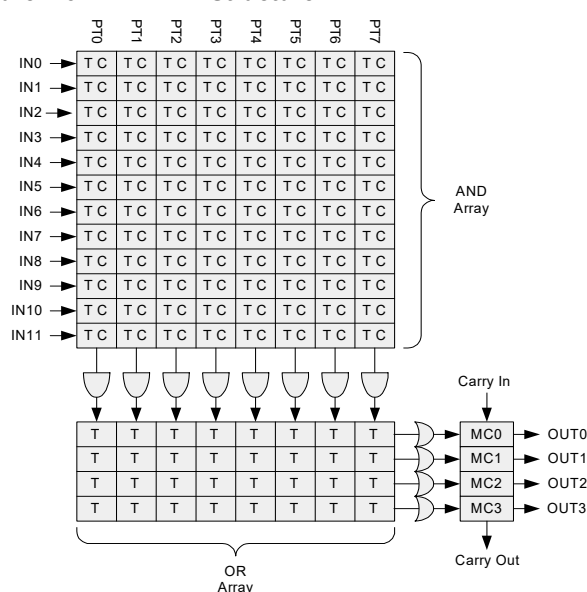 PT0 PT1 PT2 PT3 PT4 PT5 PT6 PT7
IN0 T C T C T C T C T C T C T C T C
IN1 T C T C T C T C T C T C T C T C
IN2 T C T C T C T C T C T C T C T C
IN3 T C T C T C T C T C T C T C T C
IN4 T C T C T C T C T C T C T C T C
IN5 T C T C T C T C T C T C T C T C
IN6 T C T C T C T C T C T C T C T C
IN7 T C T C T C T C T C T C T C T C
IN8 T C T C T C T C T C T C T C T C
IN9 T C T C T C T C T C T C T C T C
IN10 T C T C T C T C T C T C T C T C
IN11 T C T C T C T C T C T C T C T C
AND
Array
Carry In
T T T T T T T T MC0 OUT0
T T T T T T T T MC1 OUT1
T T T T T T T T MC2 OUT2
T T T T T T T T MC3 OUT3
Carry Out
OR
Array